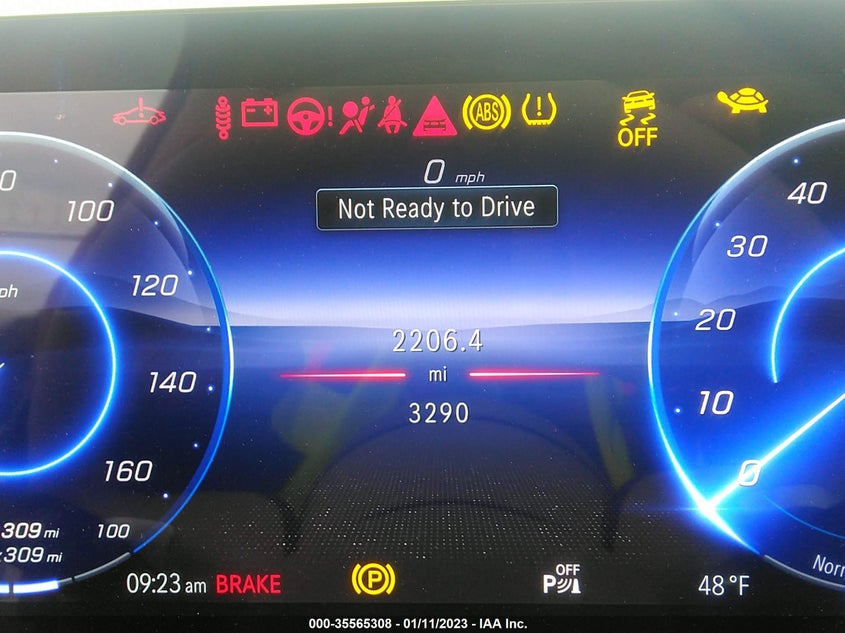 ABS
OFF
0 mph
Not Ready to Drive
100
120
140
160
309 mi
309 mi
100
2206.4
mi
3290
40
30
20
10
0
09:23 am
BRAKE
P
OFF
P
48 °F
000-35565308 - 01/11/2023 - IAA Inc.